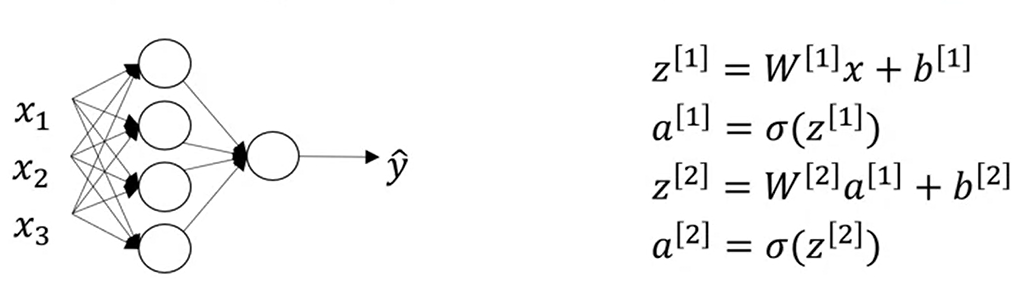 x₁
x₂
x₃
ŷ
z^[1] = W^[1]x + b^[1]
a^[1] = σ(z^[1])
z^[2] = W^[2]a^[1] + b^[2]
a^[2] = σ(z^[2])